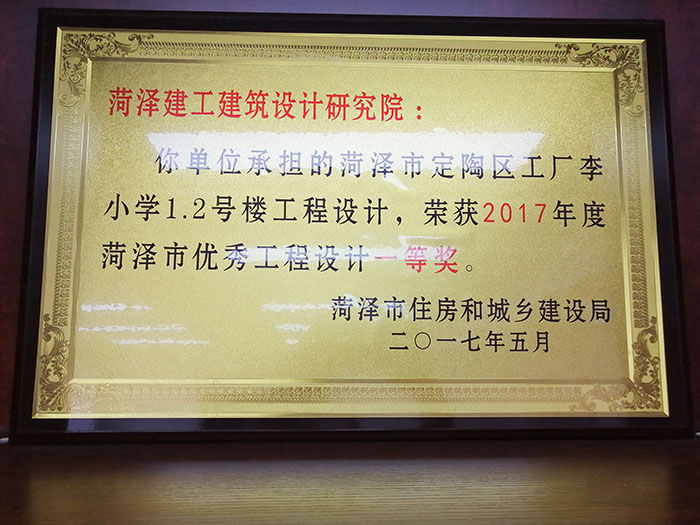 菏泽建工建筑设计研究院：
你单位承担的菏泽市定陶区工厂李
小学1.2号楼工程设计，荣获2017年度
菏泽市优秀工程设计一等奖。
菏泽市住房和城乡建设局
二〇一七年五月